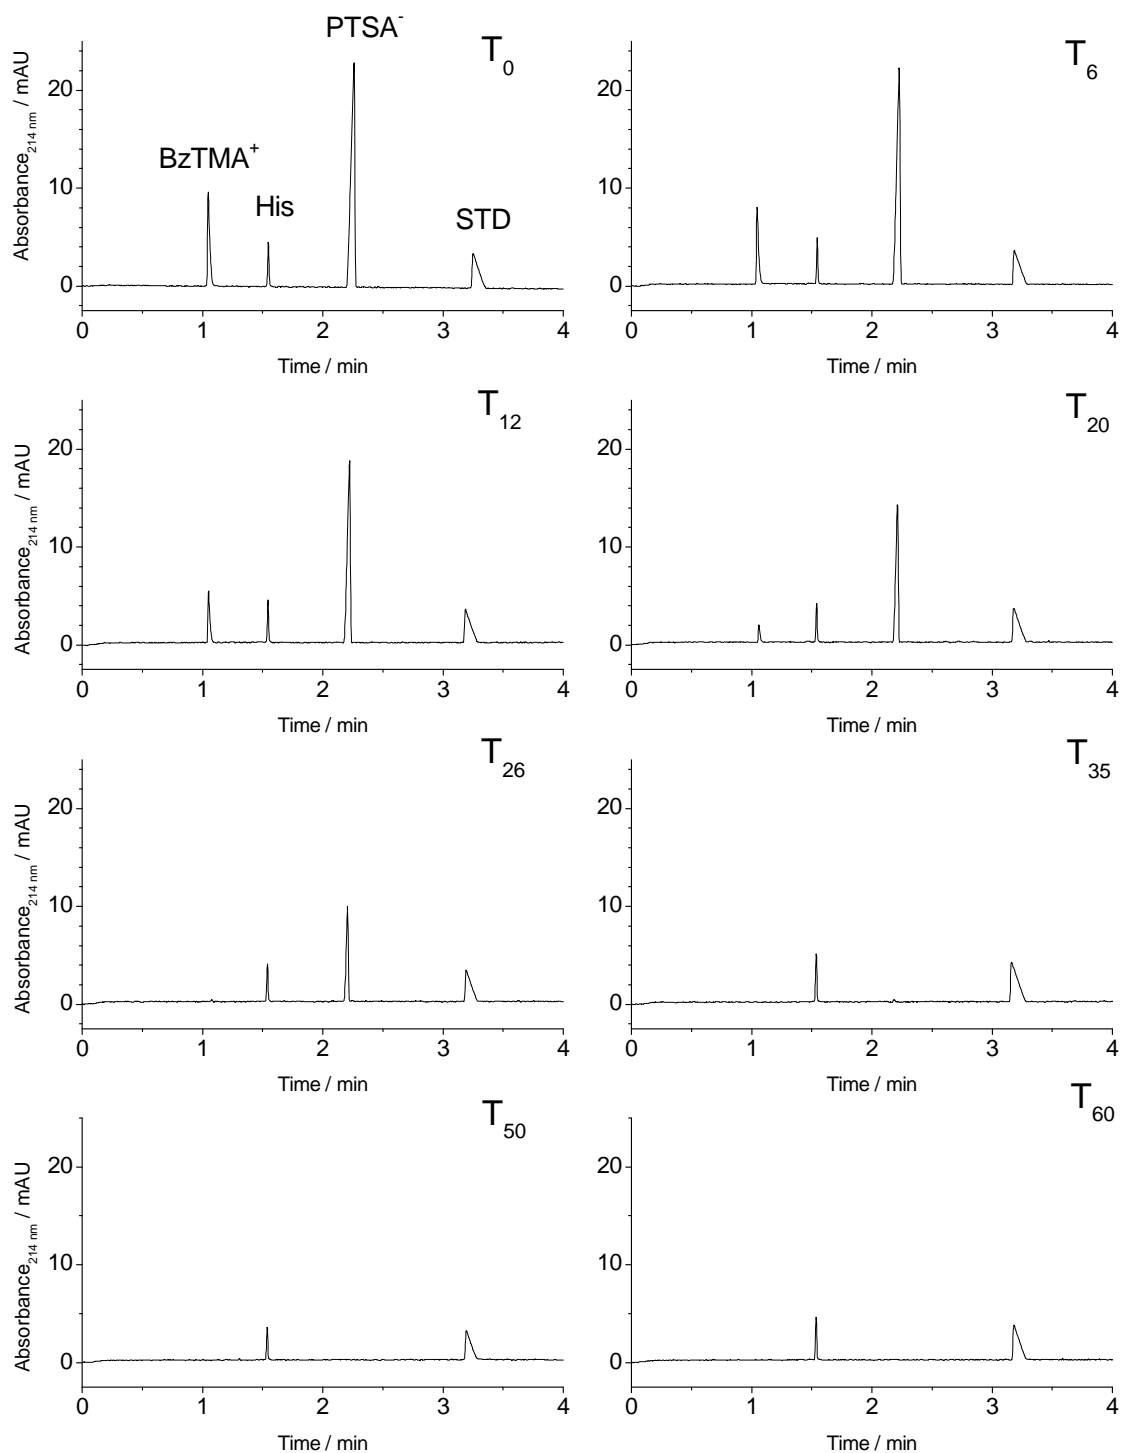 PTSA⁻
T₀
BzTMA⁺
His
STD
Absorbance₂₁₄ ₙₘ / mAU
20
10
0
0 1 2 3 4
Time / min
T₆
20
10
0
0 1 2 3 4
Time / min
T₁₂
Absorbance₂₁₄ ₙₘ / mAU
20
10
0
0 1 2 3 4
Time / min
T₂₀
20
10
0
0 1 2 3 4
Time / min
T₂₆
Absorbance₂₁₄ ₙₘ / mAU
20
10
0
0 1 2 3 4
Time / min
T₃₅
20
10
0
0 1 2 3 4
Time / min
T₅₀
Absorbance₂₁₄ ₙₘ / mAU
20
10
0
0 1 2 3 4
Time / min
T₆₀
20
10
0
0 1 2 3 4
Time / min